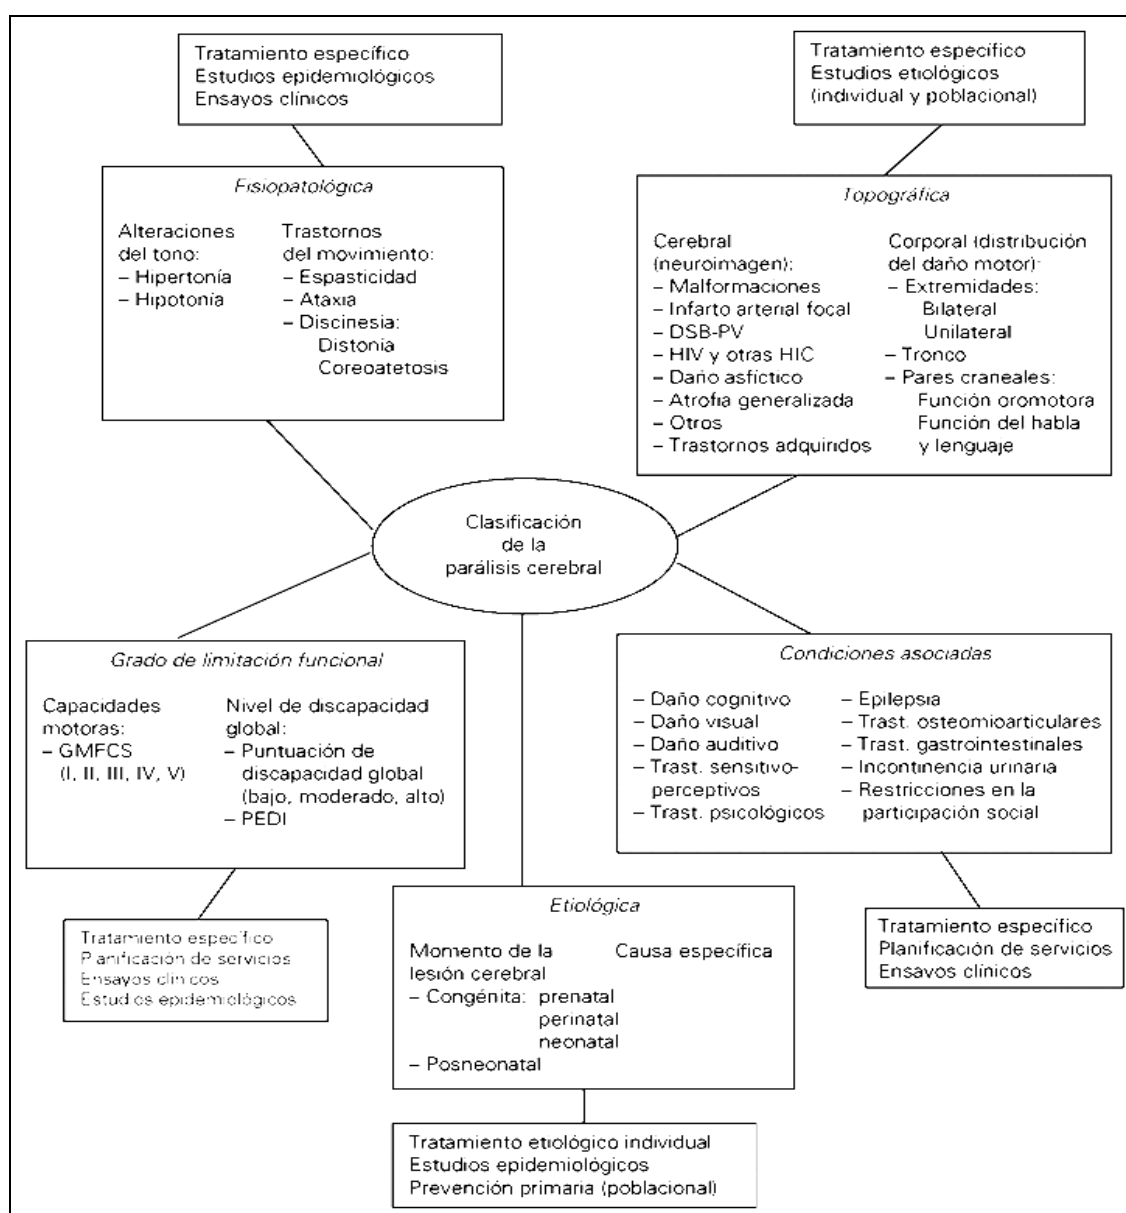 Tratamiento específico
Estudios epidemiológicos
Ensayos clínicos
Tratamiento específico
Estudios etiológicos
(individual y poblacional)
Fisiopatológica
Alteraciones
del tono:
– Hipertonía
– Hipotonía
Trastornos
del movimiento:
– Espasticidad
– Ataxia
– Discinesia:
Distonía
Coreoatetosis
Topográfica
Cerebral
(neuroimagen):
– Malformaciones
– Infarto arterial focal
– DSB-PV
– HIV y otras HIC
– Daño asfíctico
– Atrofia generalizada
– Otros
– Trastornos adquiridos
Corporal (distribución
del daño motor):
– Extremidades:
Bilateral
Unilateral
– Tronco
– Pares craneales:
Función oromotora
Función del habla
y lenguaje
Clasificación
de la
parálisis cerebral
Grado de limitación funcional
Capacidades
motoras:
– GMFCS
(I, II, III, IV, V)
Nivel de discapacidad
global:
– Puntuación de
discapacidad global
(bajo, moderado, alto)
– PEDI
Condiciones asociadas
– Daño cognitivo
– Daño visual
– Daño auditivo
– Trast. sensitivo-
perceptivos
– Trast. psicológicos
– Epilepsia
– Trast. osteomioarticulares
– Trast. gastrointestinales
– Incontinencia urinaria
– Restricciones en la
participación social
Tratamiento específico
Planificación de servicios
Ensayos clínicos
Estudios epidemiológicos
Etiológica
Momento de la
lesión cerebral
– Congénita: prenatal
perinatal
neonatal
– Posneonatal
Causa específica
Tratamiento específico
Planificación de servicios
Ensayos clínicos
Tratamiento etiológico individual
Estudios epidemiológicos
Prevención primaria (poblacional)